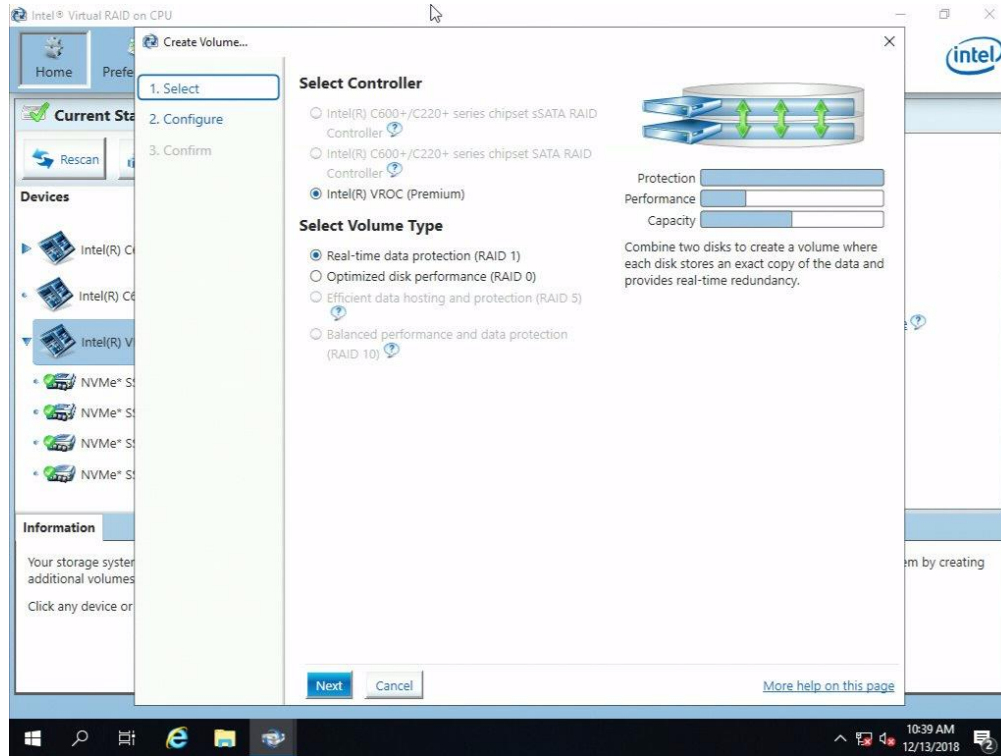 Intel® Virtual RAID on CPU
Home
Create Volume...
intel
1. Select
2. Configure
3. Confirm
Select Controller
Intel(R) C600+/C220+ series chipset sSATA RAID
Controller
Intel(R) C600+/C220+ series chipset SATA RAID
Controller
Intel(R) VROC (Premium)
Select Volume Type
Real-time data protection (RAID 1)
Optimized disk performance (RAID 0)
Efficient data hosting and protection (RAID 5)
Balanced performance and data protection
(RAID 10)
Protection
Performance
Capacity
Combine two disks to create a volume where
each disk stores an exact copy of the data and
provides real-time redundancy.
Next
Cancel
More help on this page
Current
Rescan
Devices
Intel(R)
Intel(R)
Intel(R)
NVMe*
NVMe*
NVMe*
NVMe*
Information
Your storage
by creating
additional volumes
Click any device or
10:39 AM
12/13/2018
2